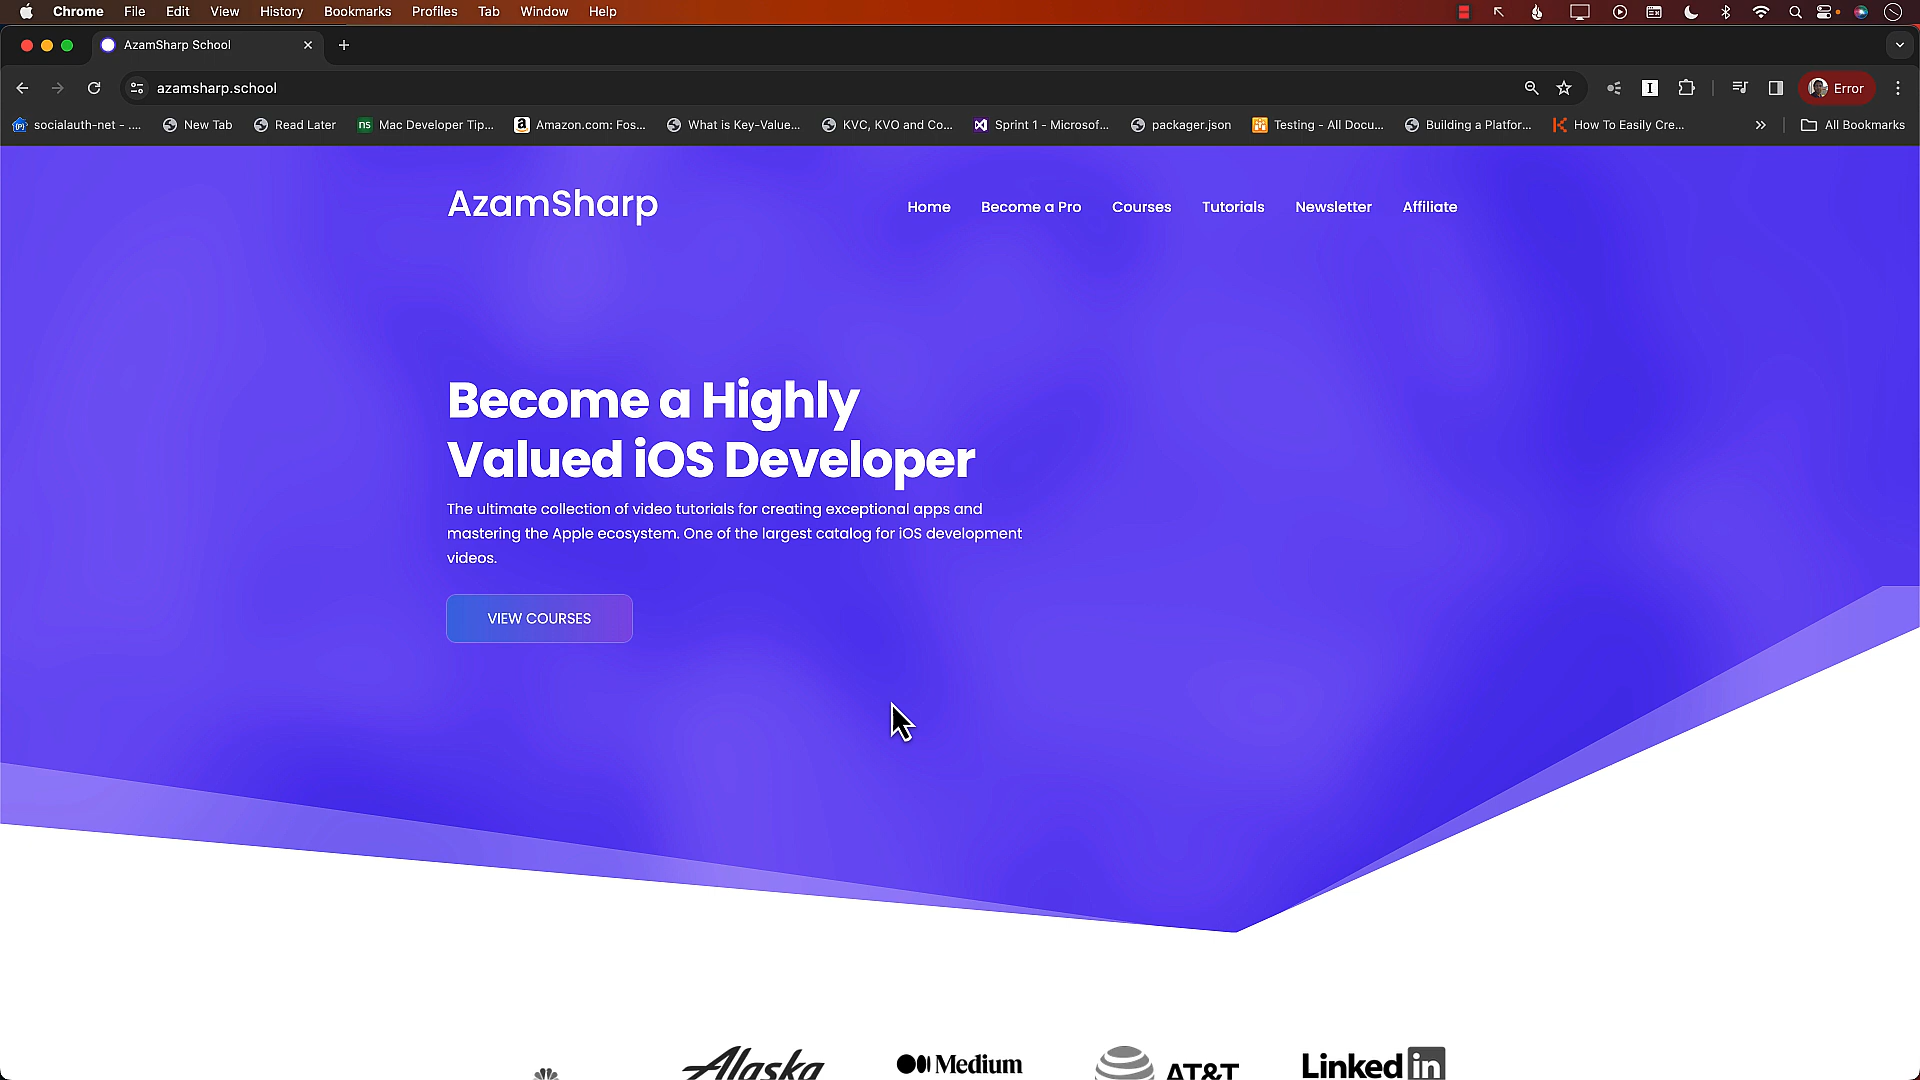 Chrome File Edit View History Bookmarks Profiles Tab Window Help
AzamSharp School
azamsharp.school
Error
socialauth-net - ....
New Tab
Read Later
ns Mac Developer Tip...
Amazon.com: Fos...
What is Key-Value...
KVC, KVO and Co...
Sprint 1 - Microsof...
packager.json
Testing - All Docu...
Building a Platfor...
How To Easily Cre...
All Bookmarks
AzamSharp
Home Become a Pro Courses Tutorials Newsletter Affiliate
Become a Highly
Valued iOS Developer
The ultimate collection of video tutorials for creating exceptional apps and
mastering the Apple ecosystem. One of the largest catalog for iOS development
videos.
VIEW COURSES
Alaska
Medium
AT&T
Linked in